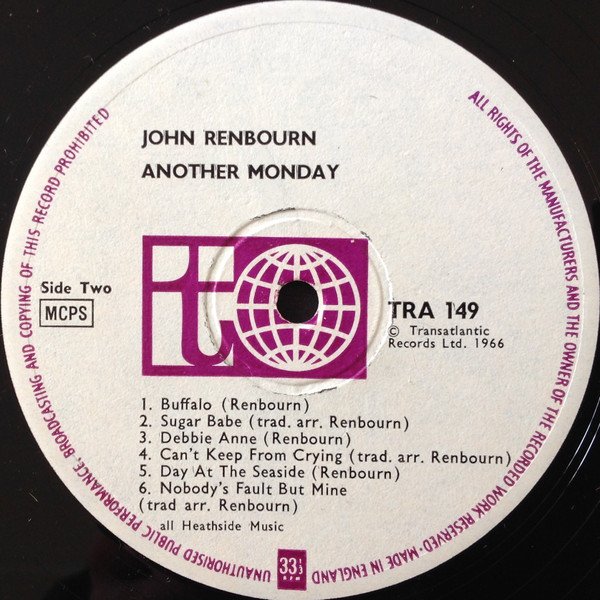 JOHN RENBOURN
ANOTHER MONDAY
Side Two
MCPS
t
TRA 149
© Transatlantic
Records Ltd. 1966
1. Buffalo (Renbourn)
2. Sugar Babe (trad. arr. Renbourn)
3. Debbie Anne (Renbourn)
4. Can't Keep From Crying (trad. arr. Renbourn)
5. Day At The Seaside (Renbourn)
6. Nobody's Fault But Mine
(trad arr. Renbourn)
all Heathside Music
33⅓
RPM
ALL RIGHTS OF THE MANUFACTURERS AND THE OWNER OF THE RECORDED WORK RESERVED·MADE IN ENGLAND
UNAUTHORISED PUBLIC PERFORMANCE, BROADCASTING AND COPYING OF THIS RECORD PROHIBITED